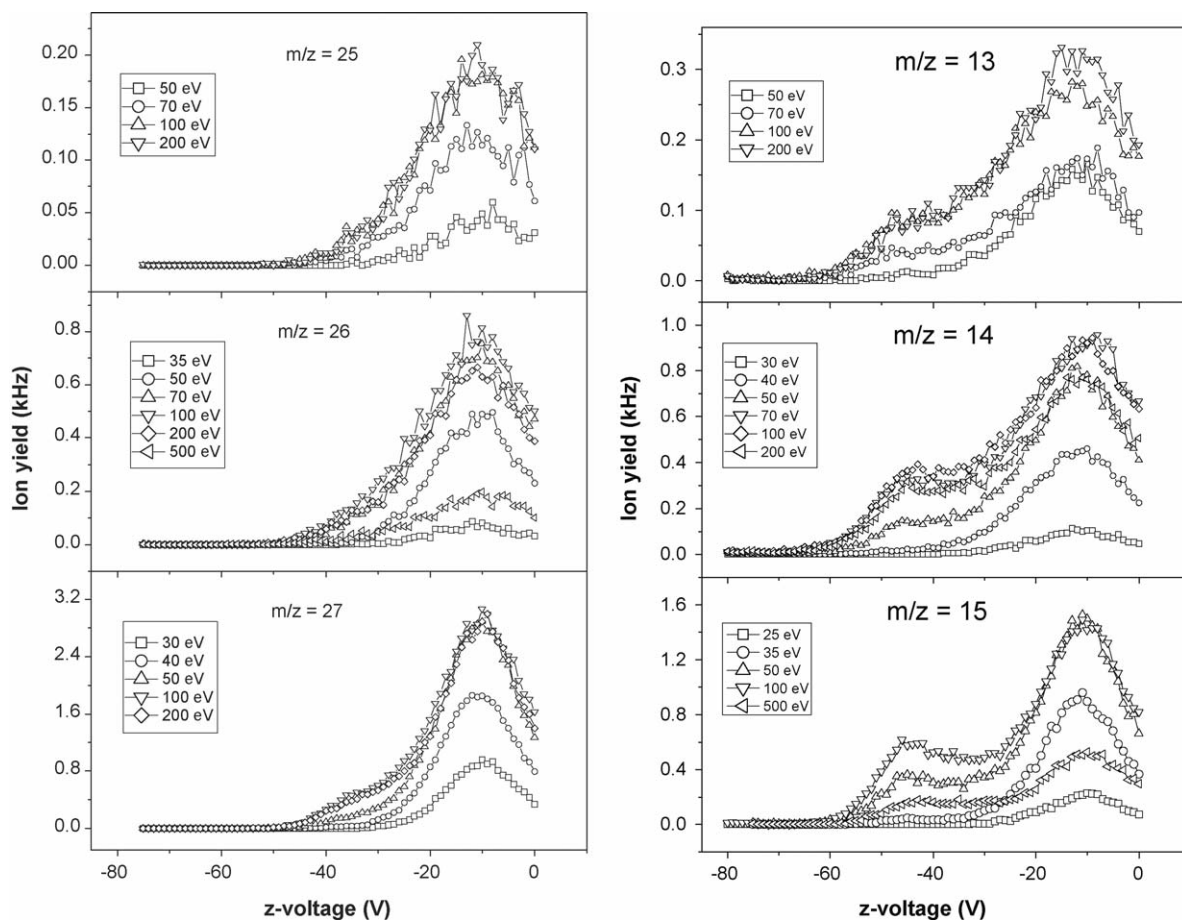 m/z = 25
50 eV
70 eV
100 eV
200 eV
0.20
0.15
0.10
0.05
0.00
m/z = 26
35 eV
50 eV
70 eV
100 eV
200 eV
500 eV
0.8
0.6
0.4
0.2
0.0
Ion yield (kHz)
m/z = 27
30 eV
40 eV
50 eV
100 eV
200 eV
3.2
2.4
1.6
0.8
0.0
-80 -60 -40 -20 0
z-voltage (V)
m/z = 13
50 eV
70 eV
100 eV
200 eV
0.3
0.2
0.1
0.0
m/z = 14
30 eV
40 eV
50 eV
70 eV
100 eV
200 eV
1.0
0.8
0.6
0.4
0.2
0.0
Ion yield (kHz)
m/z = 15
25 eV
35 eV
50 eV
100 eV
500 eV
1.6
1.2
0.8
0.4
0.0
-80 -60 -40 -20 0
z-voltage (V)